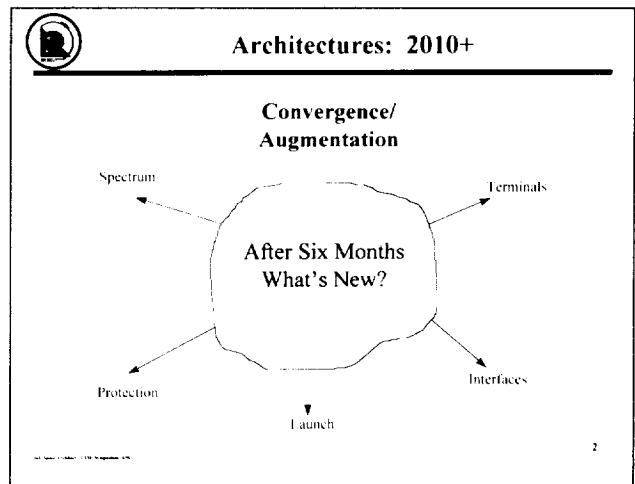 Architectures: 2010+
Convergence/
Augmentation
Spectrum
Terminals
After Six Months
What's New?
Protection
Interfaces
Launch
2